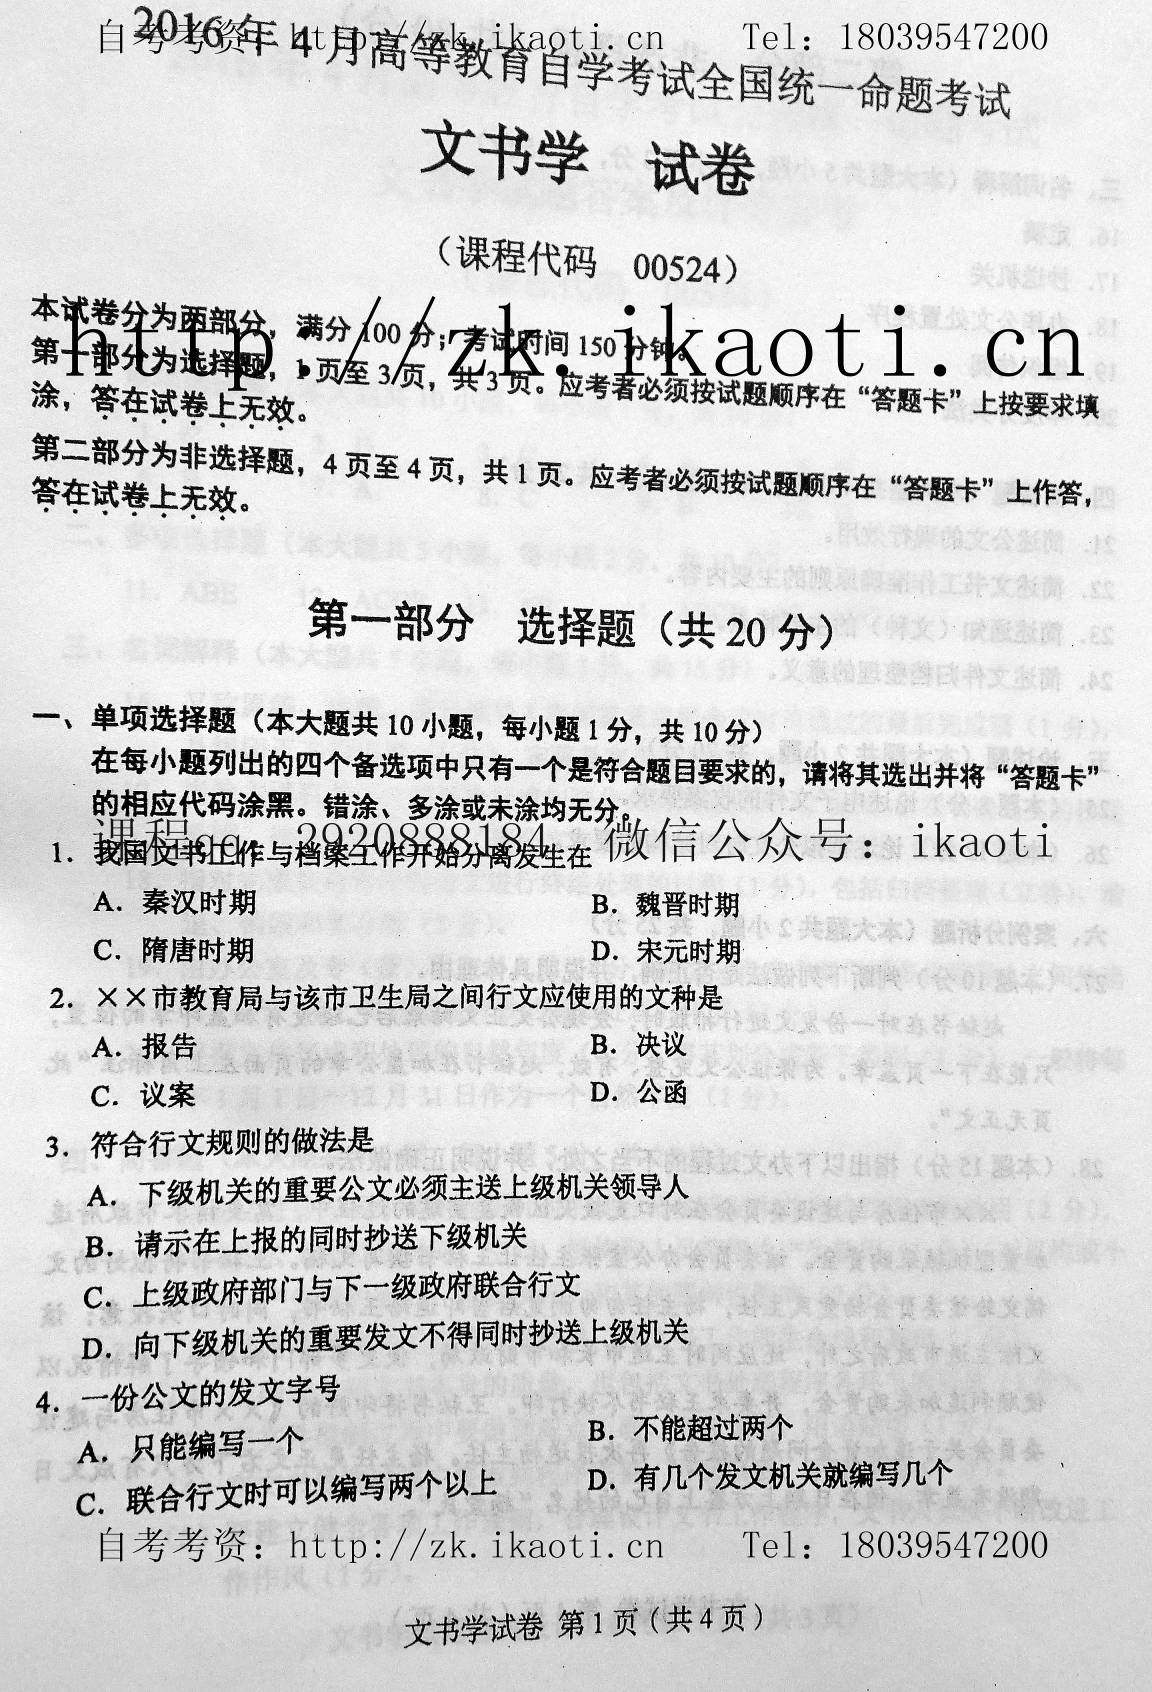 自考考资：http://zk.ikaoti.cn Tel：18039547200
2016年4月高等教育自学考试全国统一命题考试
文书学 试卷
（课程代码 00524）
本试卷分为两部分，满分100分；考试时间150分钟。
http://zk.ikaoti.cn
第一部分为选择题，1页至3页，共3页。应考者必须按试题顺序在“答题卡”上按要求填
涂，答在试卷上无效。
第二部分为非选择题，4页至4页，共1页。应考者必须按试题顺序在“答题卡”上作答，
答在试卷上无效。
第一部分 选择题（共20分）
一、单项选择题（本大题共10小题，每小题1分，共10分）
在每小题列出的四个备选项中只有一个是符合题目要求的，请将其选出并将“答题卡”
的相应代码涂黑。错涂、多涂或未涂均无分。
课程qq：2920888184 微信公众号：ikaoti
1．我国文书工作与档案工作开始分离发生在
A．秦汉时期 B．魏晋时期
C．隋唐时期 D．宋元时期
2．××市教育局与该市卫生局之间行文应使用的文种是
A．报告 B．决议
C．议案 D．公函
3．符合行文规则的做法是
A．下级机关的重要公文必须主送上级机关领导人
B．请示在上报的同时抄送下级机关
C．上级政府部门与下一级政府联合行文
D．向下级机关的重要发文不得同时抄送上级机关
4．一份公文的发文字号
A．只能编写一个 B．不能超过两个
C．联合行文时可以编写两个以上 D．有几个发文机关就编写几个
自考考资：http://zk.ikaoti.cn Tel：18039547200
文书学试卷 第1页（共4页）